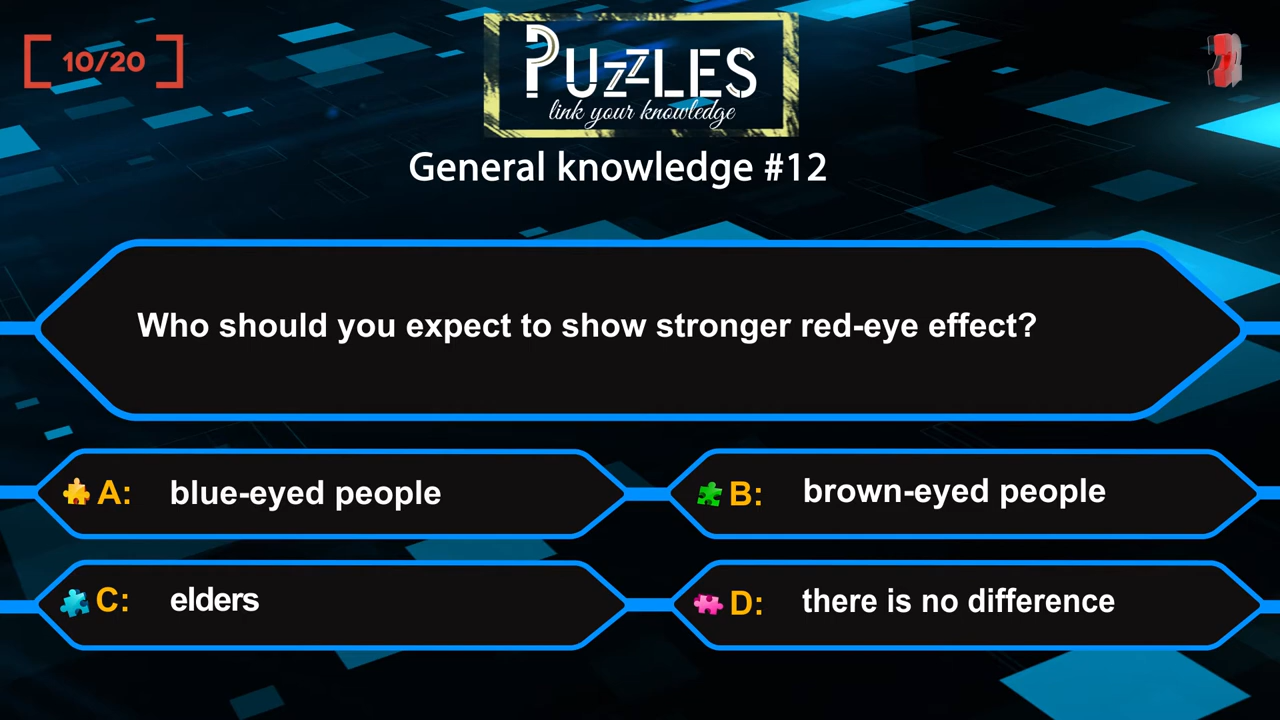 10/20
PUZZLES
link your knowledge
General knowledge #12
Who should you expect to show stronger red-eye effect?
A: blue-eyed people
B: brown-eyed people
C: elders
D: there is no difference